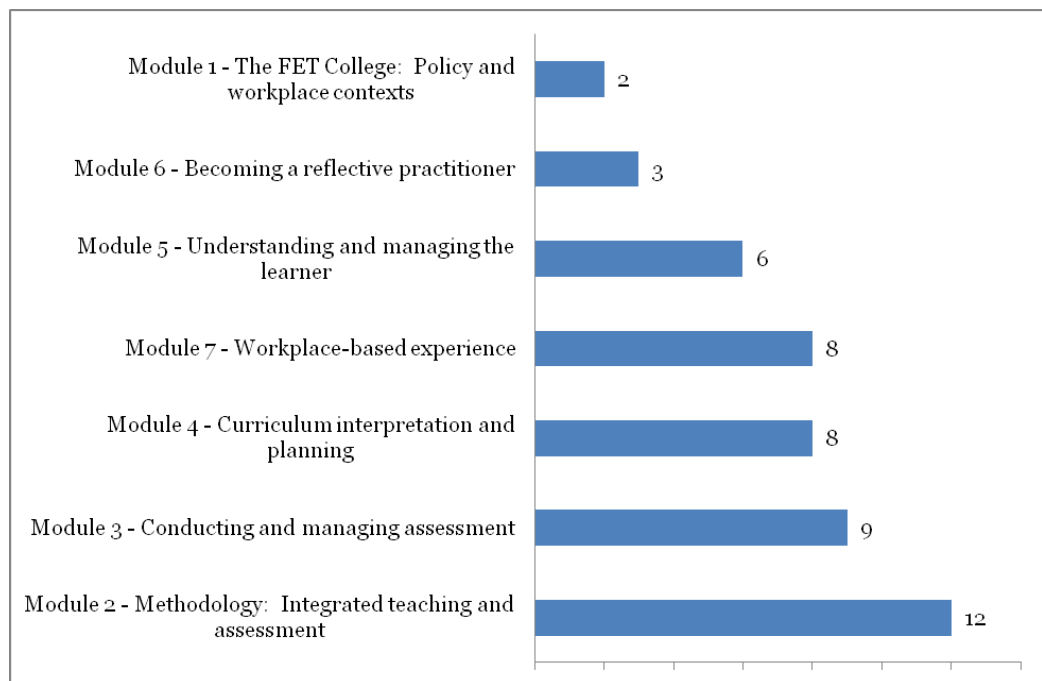 Module 1 - The FET College:  Policy and
workplace contexts
2
Module 6 - Becoming a reflective practitioner
3
Module 5 - Understanding and managing the
learner
6
Module 7 - Workplace-based experience
8
Module 4 - Curriculum interpretation and
planning
8
Module 3 - Conducting and managing assessment
9
Module 2 - Methodology:  Integrated teaching and
assessment
12